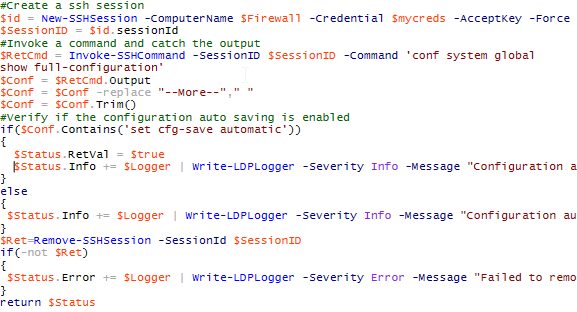 #Create a ssh session
$id = New-SSHSession -ComputerName $Firewall -Credential $mycreds -AcceptKey -Force
$SessionID = $id.sessionId
#Invoke a command and catch the output
$RetCmd = Invoke-SSHCommand -SessionID $SessionID -Command 'conf system global
show full-configuration'
$Conf = $RetCmd.Output
$Conf = $Conf -replace "--More--"," "
$Conf = $Conf.Trim()
#Verify if the configuration auto saving is enabled
if($Conf.Contains('set cfg-save automatic'))
{
$Status.RetVal = $true
$Status.Info += $Logger | Write-LDPLogger -Severity Info -Message "Configuration a
}
else
{
$Status.Info += $Logger | Write-LDPLogger -Severity Info -Message "Configuration au
}
$Ret=Remove-SSHSession -SessionId $SessionID
if(-not $Ret)
{
$Status.Error += $Logger | Write-LDPLogger -Severity Error -Message "Failed to remo
}
return $Status